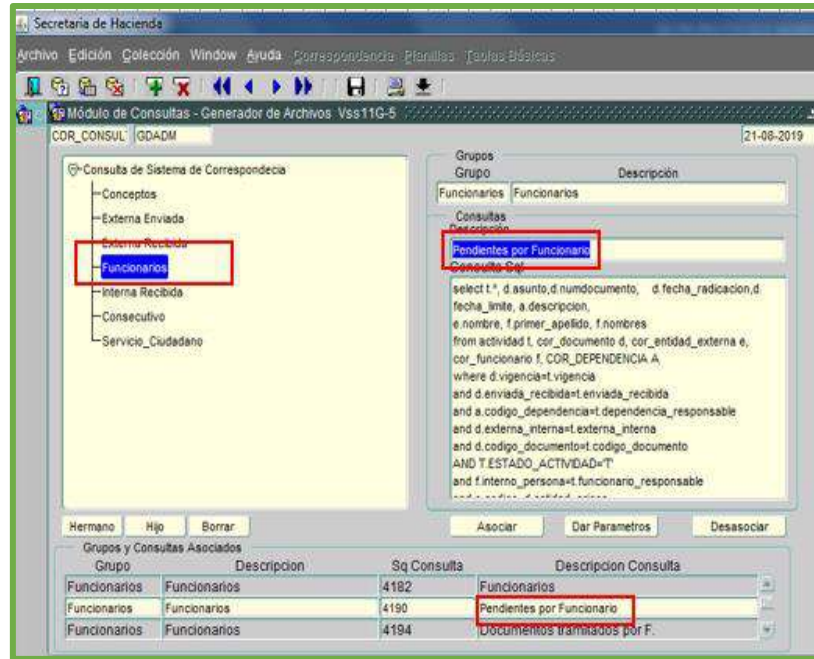 Secretaria de Hacienda
Archivo Edición Colección Window Ayuda Correspondencia Planillas Tablas Básicas
Módulo de Consultas - Generador de Archivos Vss11G-5
COR_CONSUL GDADM 21-08-2019
Consulta de Sistema de Correspondecia
Conceptos
Externa Enviada
Externa Recibida
Funcionarios
Interna Recibida
Consecutivo
Servicio_Ciudadano
Grupos
Grupo Descripción
Funcionarios Funcionarios
Consultas
Descripción
Pendientes por Funcionario
Consulta Sql
select t.*, d.asunto,d.numdocumento, d.fecha_radicacion,d.
fecha_limite, a.descripcion,
e.nombre, f.primer_apellido, f.nombres
from actividad t, cor_documento d, cor_entidad_externa e,
cor_funcionario f, COR_DEPENDENCIA A
where d.vigencia=t.vigencia
and d.enviada_recibida=t.enviada_recibida
and a.codigo_dependencia=t.dependencia_responsable
and d.externa_interna=t.externa_interna
and d.codigo_documento=t.codigo_documento
AND T.ESTADO_ACTIVIDAD='T'
and f.interno_persona=t.funcionario_responsable
Hermano Hijo Borrar Asociar Dar Parametros Desasociar
Grupos y Consultas Asociados
Grupo Descripcion Sq Consulta Descripcion Consulta
Funcionarios Funcionarios 4182 Funcionarios
Funcionarios Funcionarios 4190 Pendientes por Funcionario
Funcionarios Funcionarios 4194 Documentos tramitados por F.